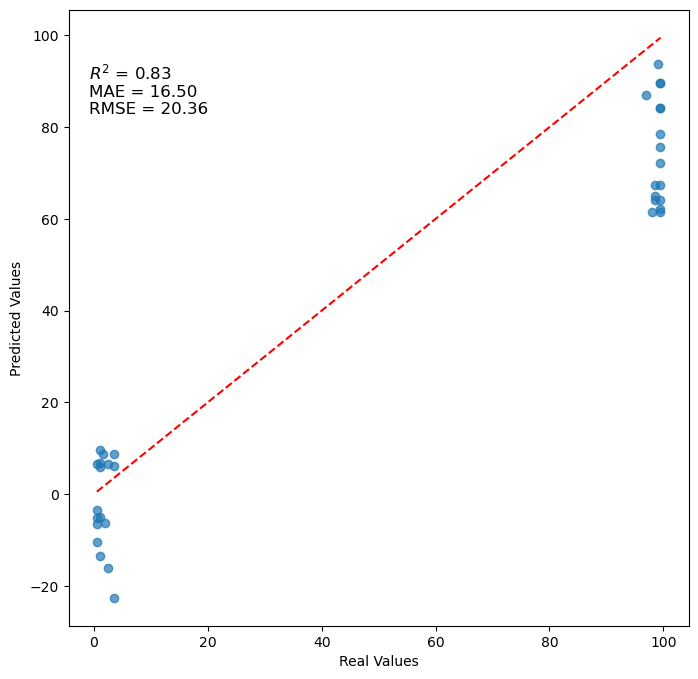 100
80
60
40
20
0
−20
Predicted Values
R² = 0.83
MAE = 16.50
RMSE = 20.36
0 20 40 60 80 100
Real Values